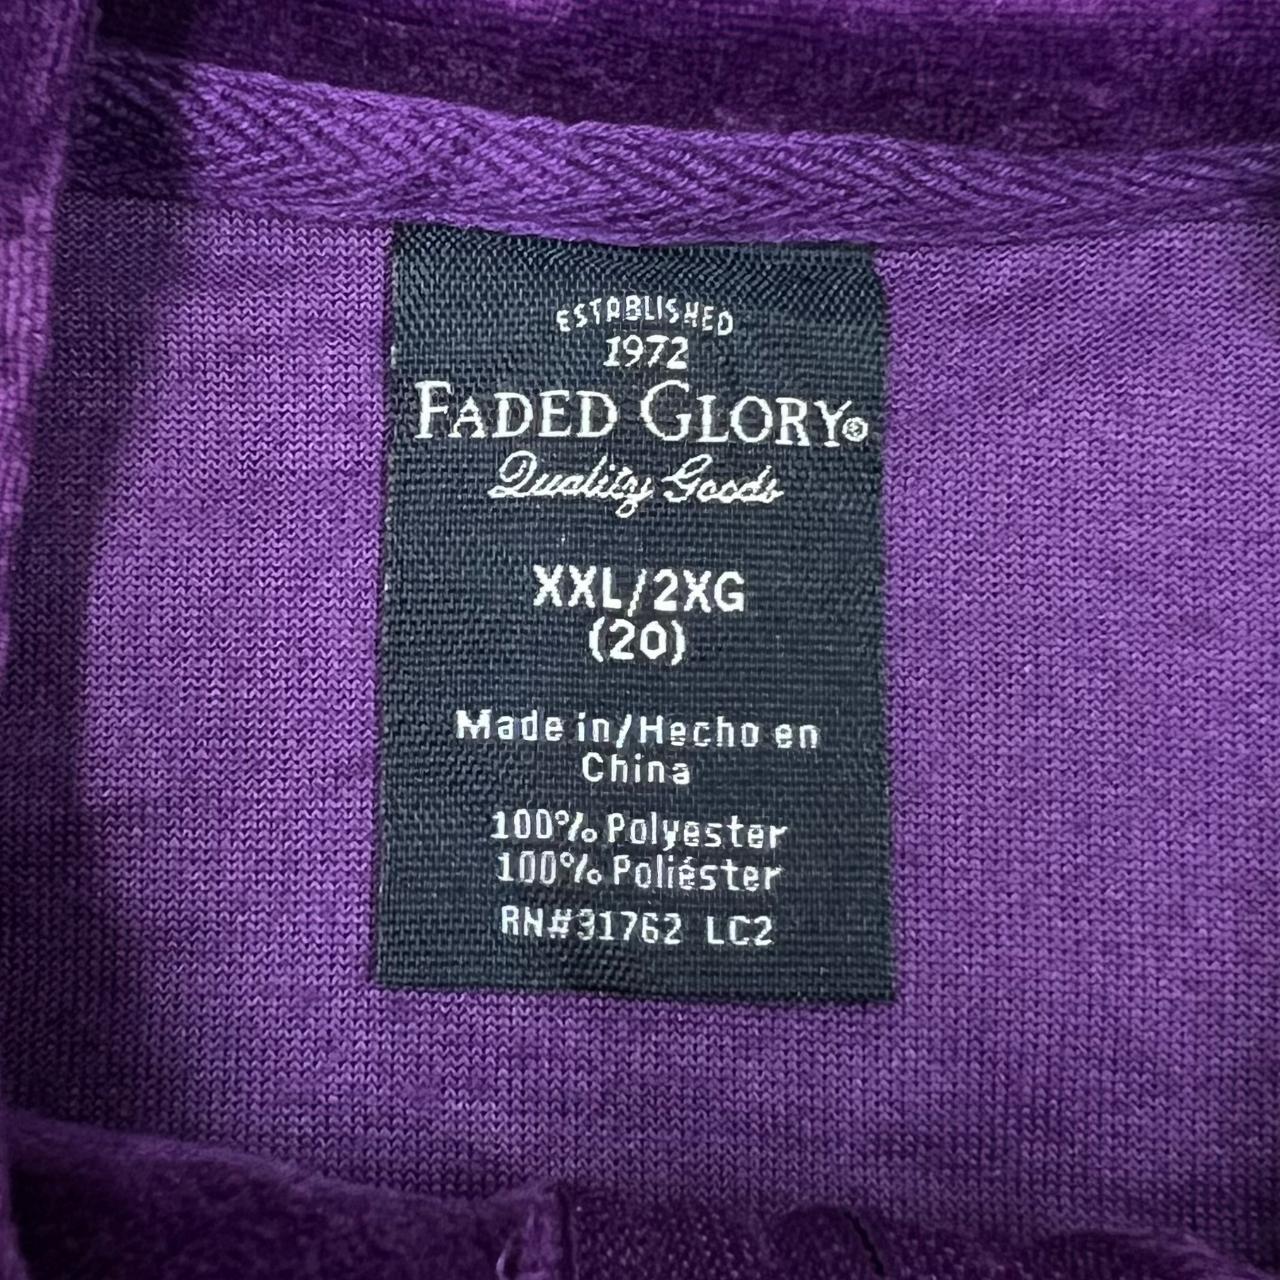 ESTABLISHED
1972
FADED GLORY®
Quality Goods
XXL/2XG
(20)
Made in/Hecho en
China
100% Polyester
100% Poliéster
RN#31762 LC2